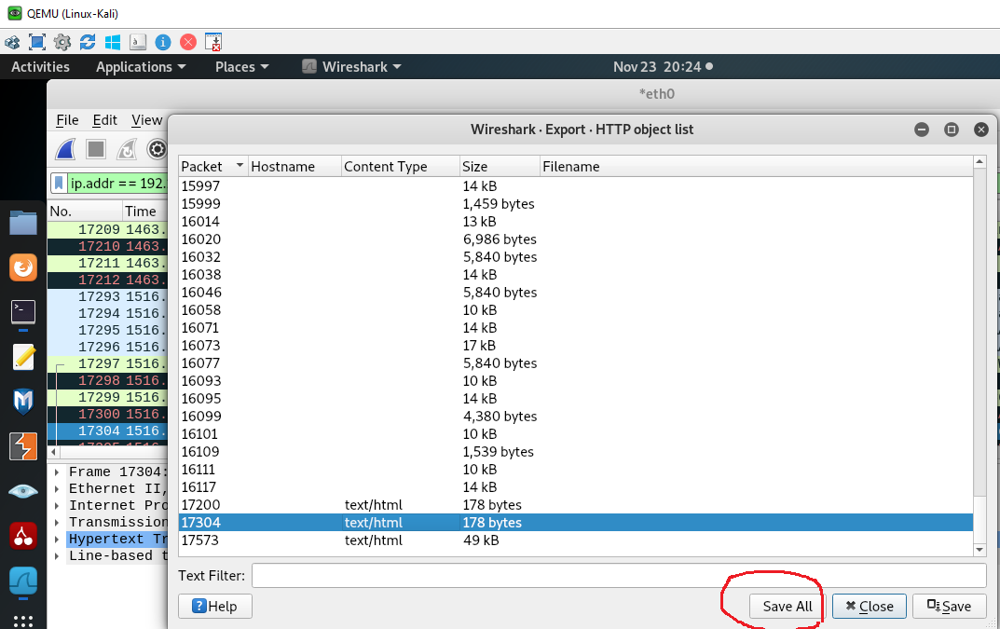 QEMU (Linux-Kali)
Activities Applications Places Wireshark Nov 23 20:24
*eth0
File Edit View
Wireshark · Export · HTTP object list
ip.addr == 192.
No. Time
17209 1463.
17210 1463.
17211 1463.
17212 1463.
17293 1516.
17294 1516.
17295 1516.
17296 1516.
17297 1516.
17298 1516.
17299 1516.
17300 1516.
17304 1516.
Frame 17304:
Ethernet II,
Internet Pro
Transmission
Hypertext Tr
Line-based t
Packet Hostname Content Type Size Filename
15997 14 kB
15999 1,459 bytes
16014 13 kB
16020 6,986 bytes
16032 5,840 bytes
16038 14 kB
16046 5,840 bytes
16058 10 kB
16071 14 kB
16073 17 kB
16077 5,840 bytes
16093 10 kB
16095 14 kB
16099 4,380 bytes
16101 10 kB
16109 1,539 bytes
16111 10 kB
16117 14 kB
17200 text/html 178 bytes
17304 text/html 178 bytes
17573 text/html 49 kB
Text Filter:
Help Save All Close Save